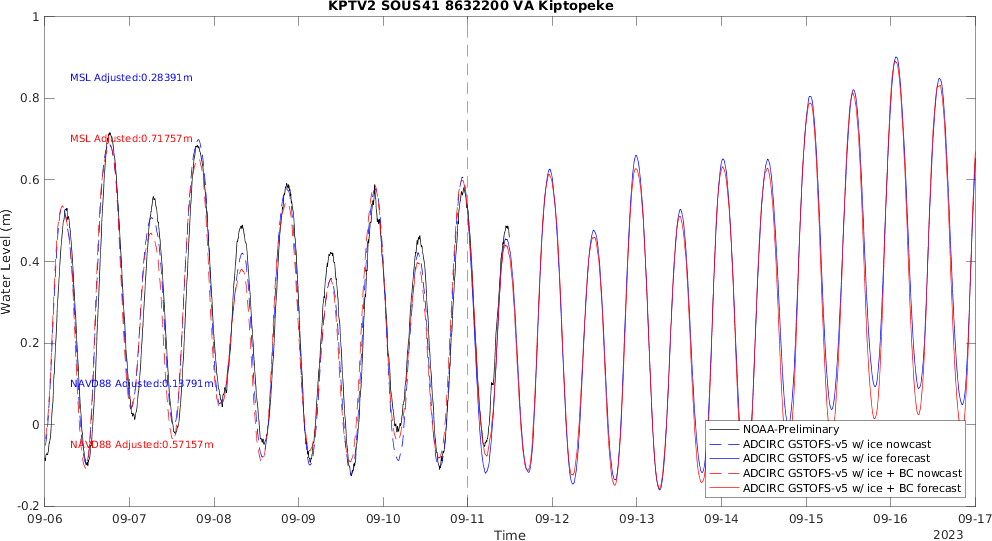 KPTV2 SOUS41 8632200 VA Kiptopeke
1
0.8
0.6
0.4
0.2
0
-0.2
Water Level (m)
MSL Adjusted:0.28391m
MSL Adjusted:0.71757m
NAVD88 Adjusted:0.13791m
NAVD88 Adjusted:0.57157m
NOAA-Preliminary
ADCIRC GSTOFS-v5 w/ ice nowcast
ADCIRC GSTOFS-v5 w/ ice forecast
ADCIRC GSTOFS-v5 w/ ice + BC nowcast
ADCIRC GSTOFS-v5 w/ ice + BC forecast
09-06 09-07 09-08 09-09 09-10 09-11 09-12 09-13 09-14 09-15 09-16 09-17
Time
2023